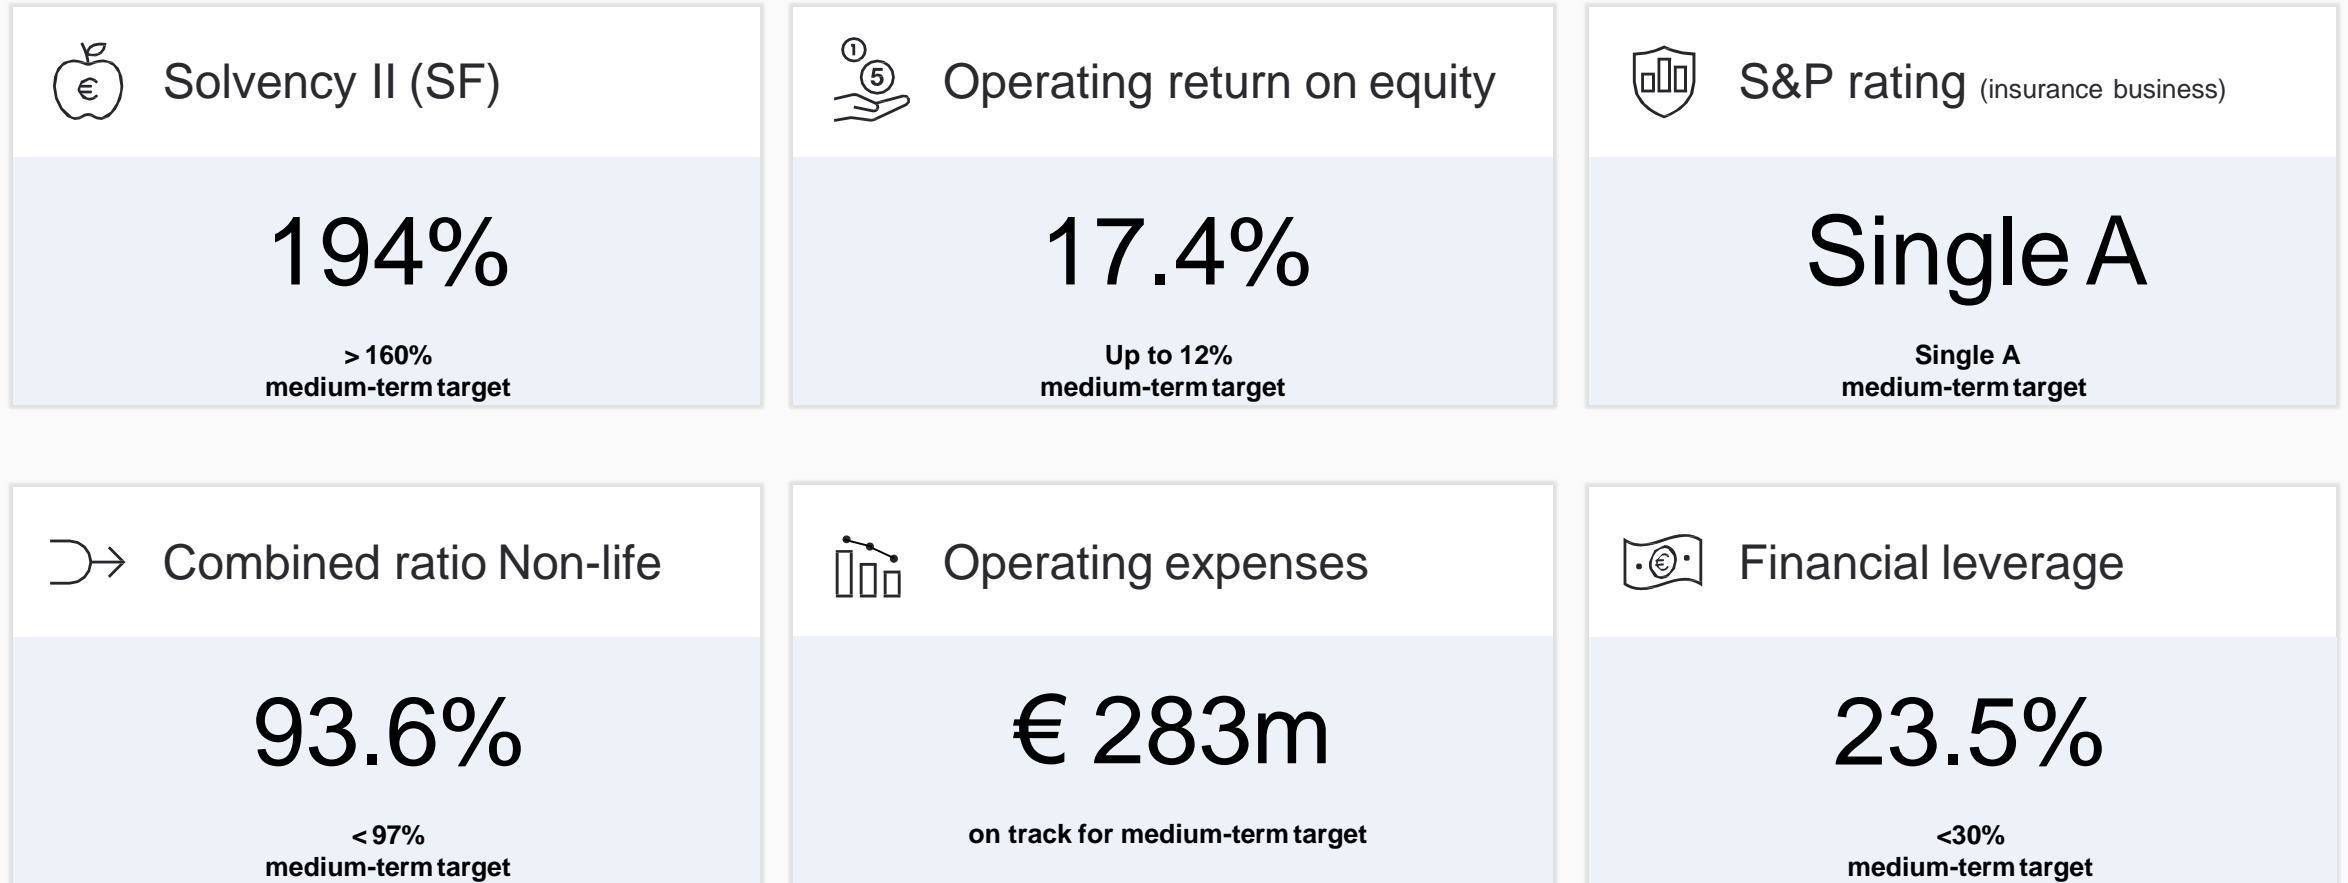 Solvency II (SF)
194%
> 160%
medium-term target
1
5
Operating return on equity
17.4%
Up to 12%
medium-term target
S&P rating (insurance business)
Single A
Single A
medium-term target
Combined ratio Non-life
93.6%
< 97%
medium-term target
Operating expenses
€ 283m
on track for medium-term target
Financial leverage
23.5%
<30%
medium-term target